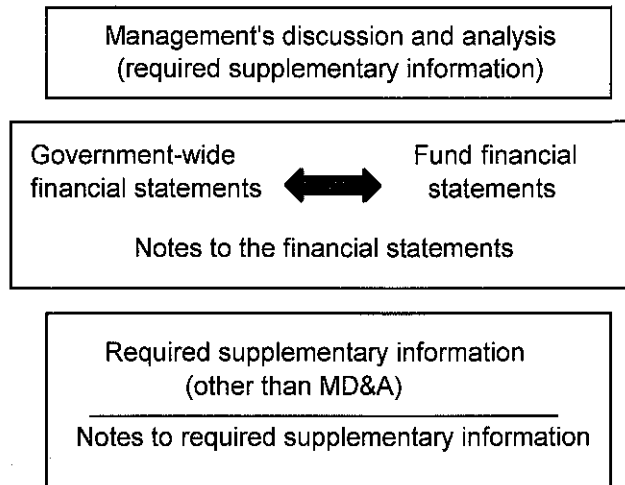 Management's discussion and analysis
(required supplementary information)
Government-wide
financial statements
Fund financial
statements
Notes to the financial statements
Required supplementary information
(other than MD&A)
Notes to required supplementary information